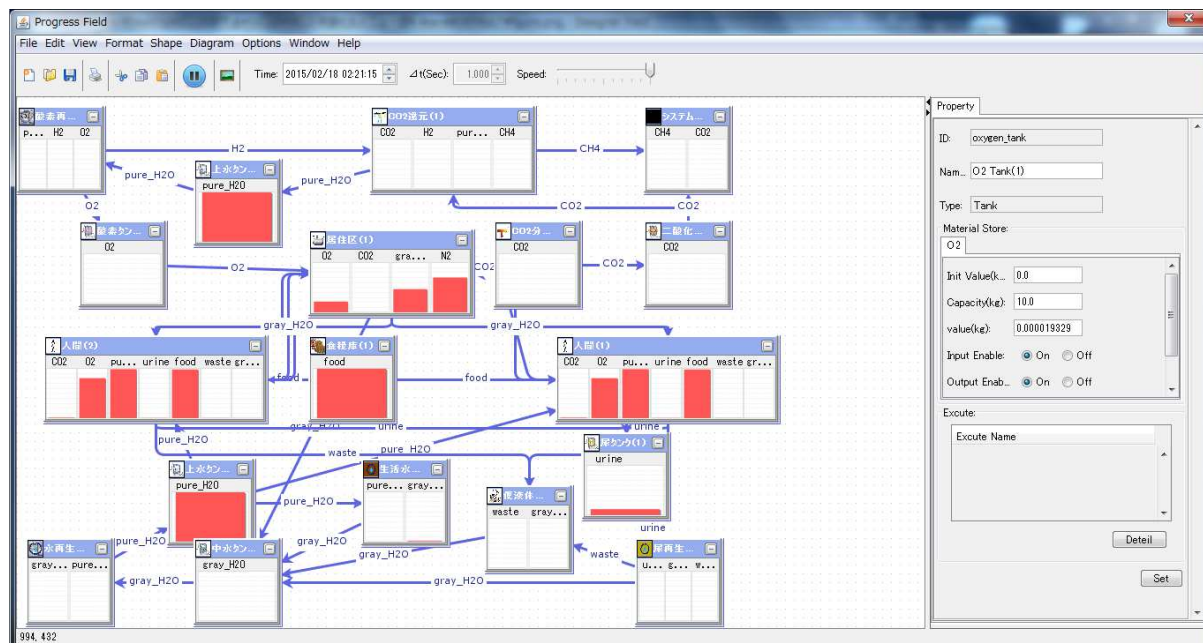 Progress Field
File Edit View Format Shape Diagram Options Window Help
Time: 2015/02/18 02:21:15 ⊿t(Sec): 1.000 Speed:
酸素再...
p... H2 O2
CO2還元(1)
CO2 H2 pur... CH4
システム...
CH4 CO2
H2
CH4
上水タン...
pure_H2O
pure_H2O
pure_H2O
O2
CO2
CO2
酸素タン...
O2
居住区(1)
O2 CO2 gra... N2
CO2分...
CO2
二酸化...
CO2
O2
CO2
CO2
gray_H2O
gray_H2O
人間(2)
CO2 O2 pu... urine food waste gr...
食糧庫(1)
food
人間(1)
CO2 O2 pu... urine food waste gr...
food
food
gray_H2O
urine
pure_H2O
pure_H2O
waste
尿タンク(1)
urine
上水タン...
pure_H2O
生活水...
pure... gray...
pure_H2O
便液体...
waste gray...
urine
水再生...
gray... pure...
pure_H2O
中水タン...
gray_H2O
gray_H2O
gray_H2O
waste
尿再生...
u... g... w...
gray_H2O
gray_H2O
Property
ID: oxygen_tank
Nam... O2 Tank(1)
Type: Tank
Material Store:
O2
Init Value(k... 0.0
Capacity(kg): 10.0
value(kg): 0.000019329
Input Enable: On Off
Output Enab... On Off
Excute:
Excute Name
Deteil
Set
994, 432